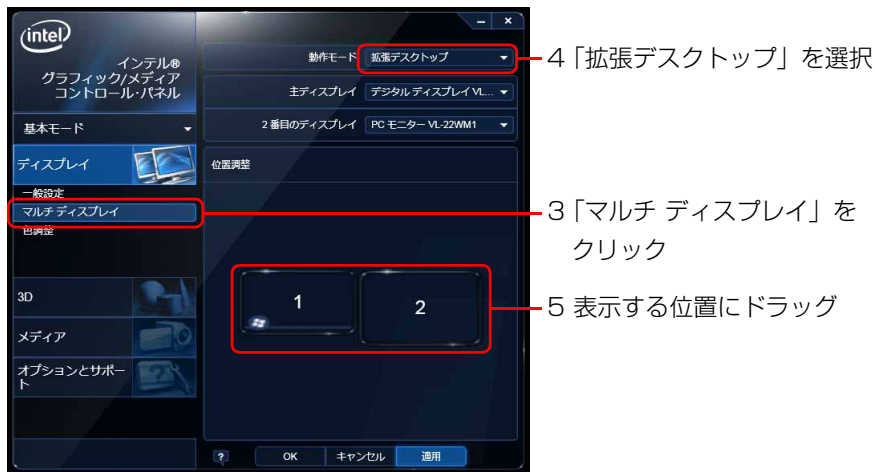 intel
インテル®
グラフィック/メディア
コントロール・パネル
基本モード
ディスプレイ
一般設定
マルチ ディスプレイ
色調整
3D
メディア
オプションとサポー
ト
動作モード 拡張デスクトップ
主ディスプレイ デジタル ディスプレイ VL...
2 番目のディスプレイ PC モニター VL-22WM1
位置調整
1
2
? OK キャンセル 適用
4「拡張デスクトップ」を選択
3「マルチ ディスプレイ」を
クリック
5 表示する位置にドラッグ